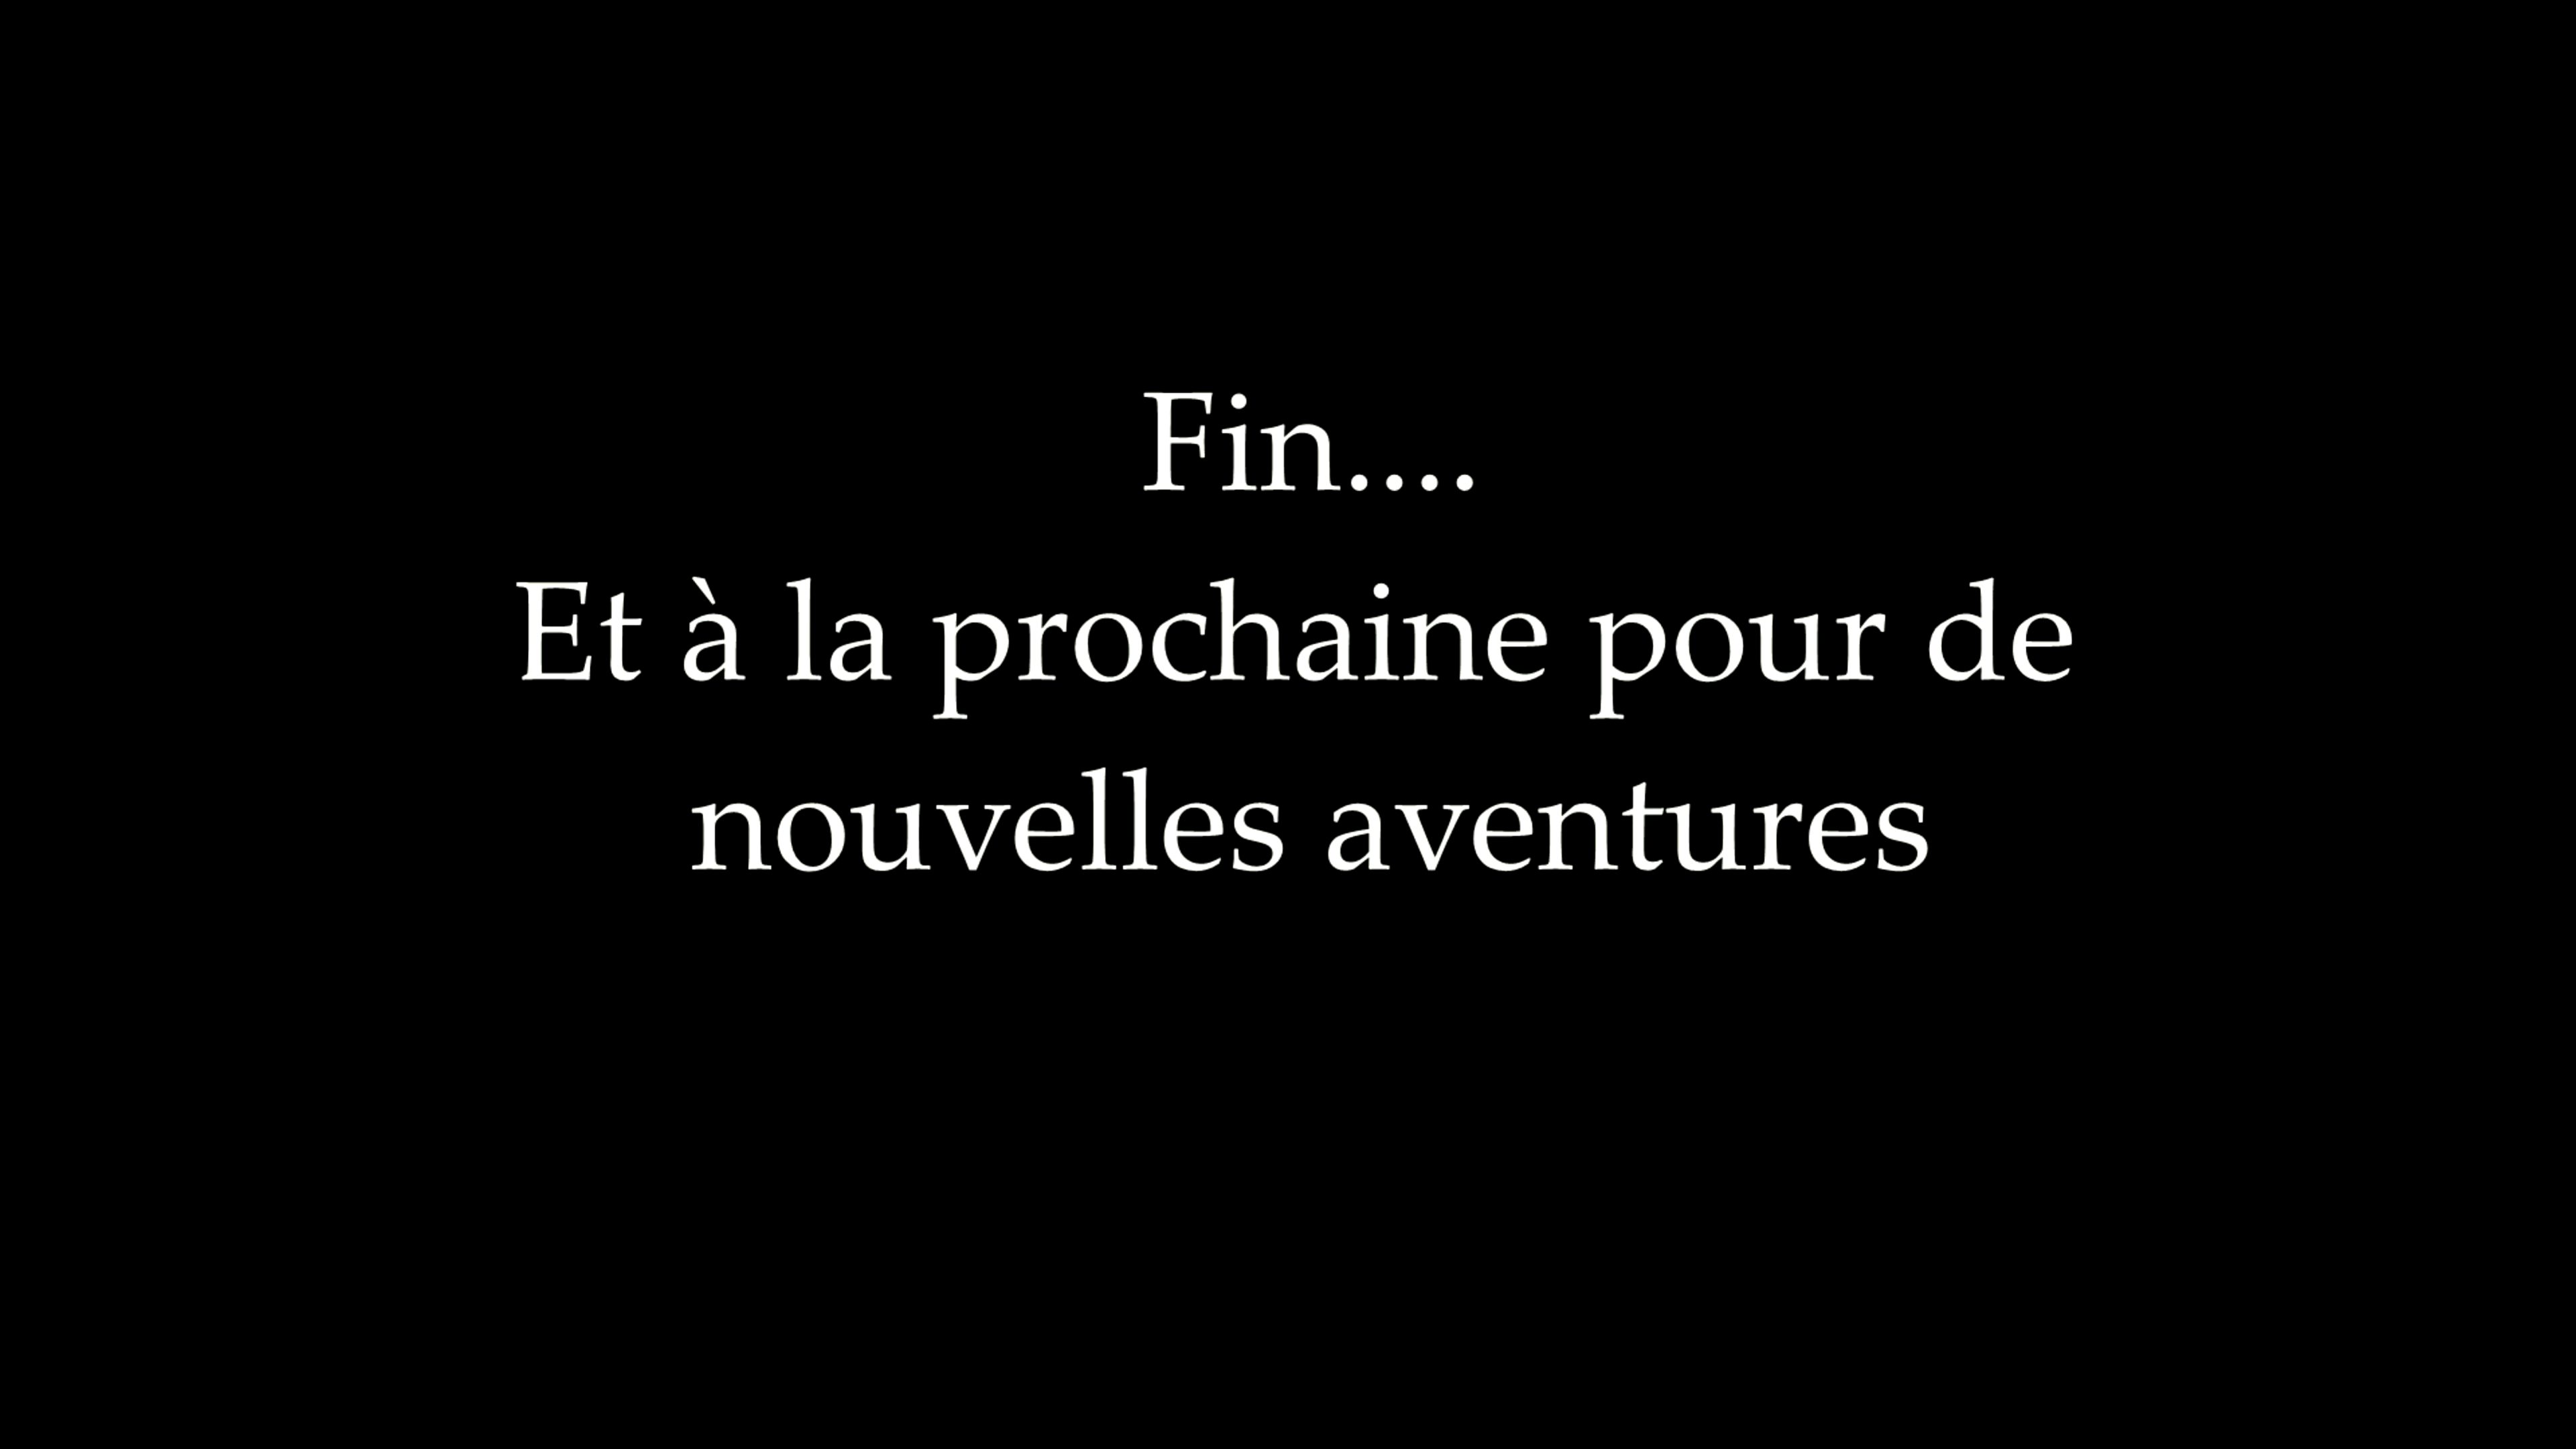 Fin....
Et à la prochaine pour de
nouvelles aventures